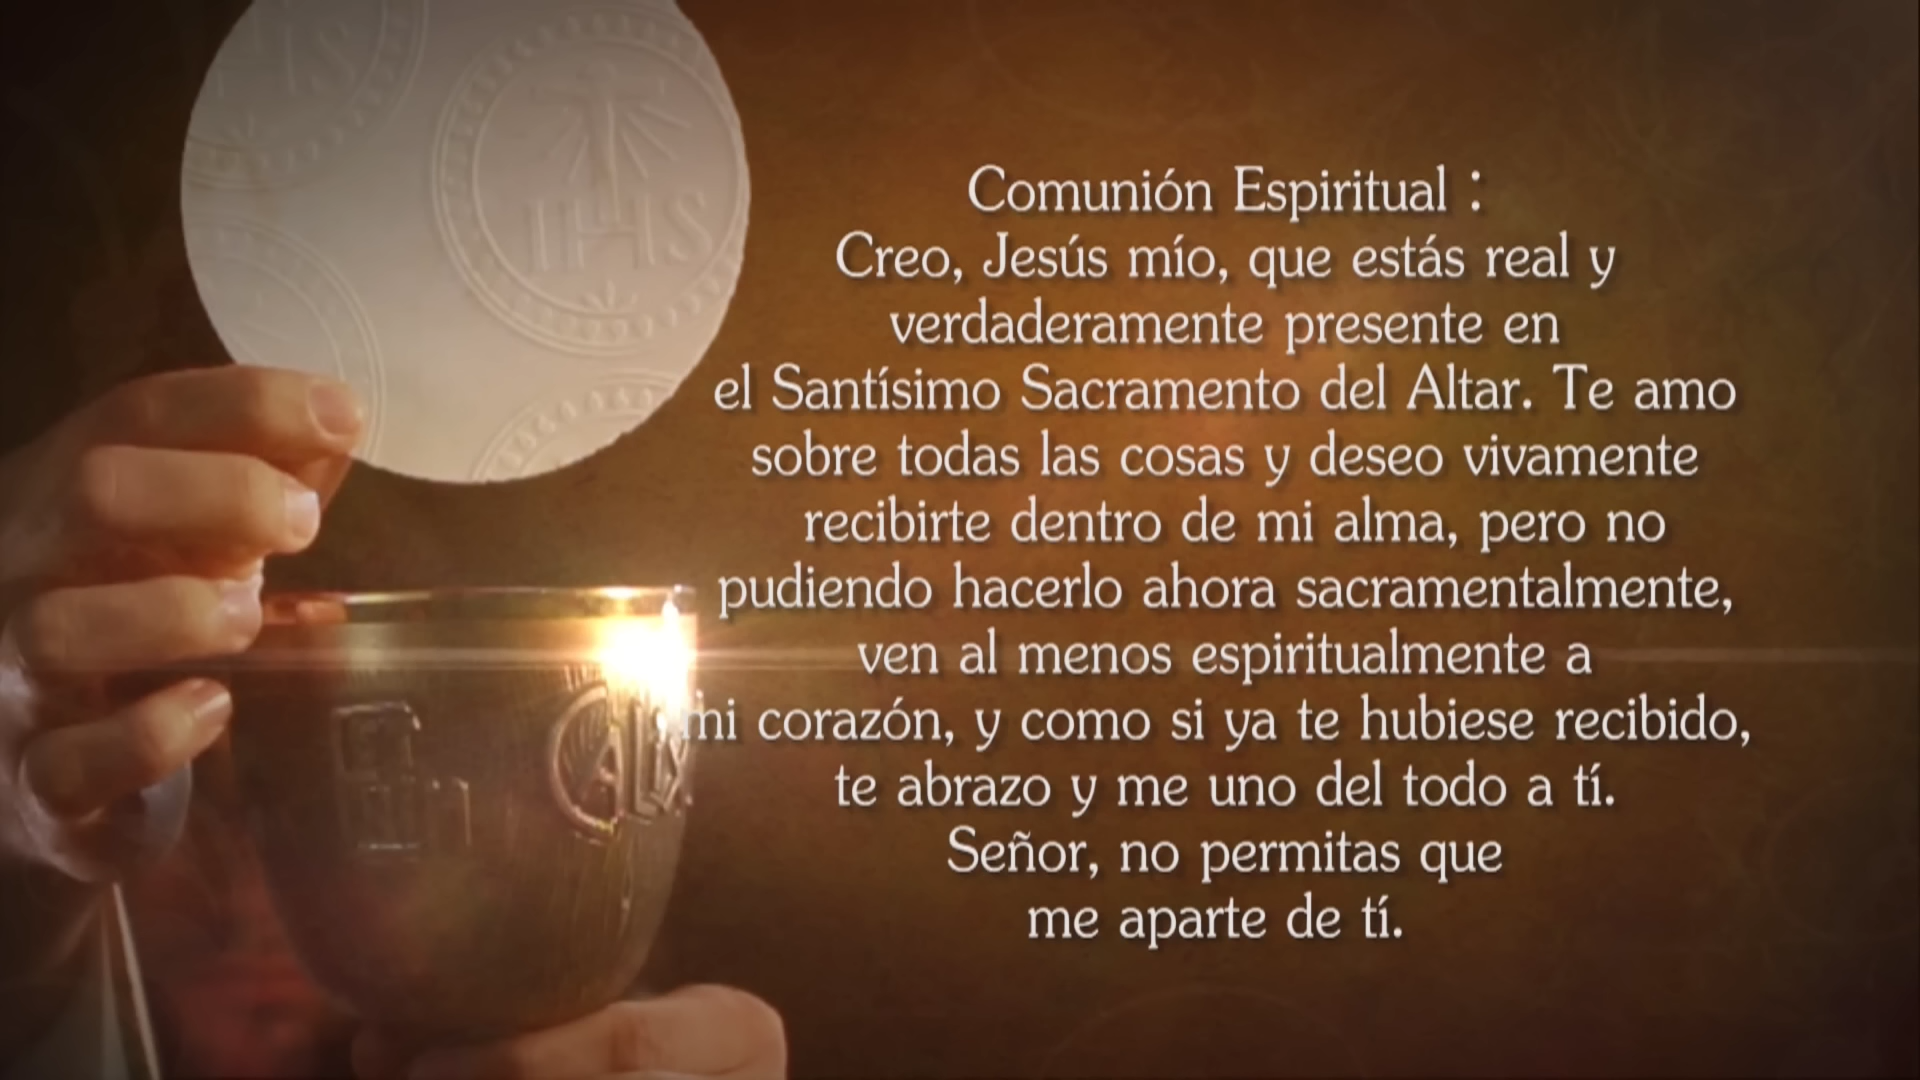 IHS
Comunión Espiritual :
Creo, Jesús mío, que estás real y
verdaderamente presente en
el Santísimo Sacramento del Altar. Te amo
sobre todas las cosas y deseo vivamente
recibirte dentro de mi alma, pero no
pudiendo hacerlo ahora sacramentalmente,
ven al menos espiritualmente a
mi corazón, y como si ya te hubiese recibido,
te abrazo y me uno del todo a tí.
Señor, no permitas que
me aparte de tí.